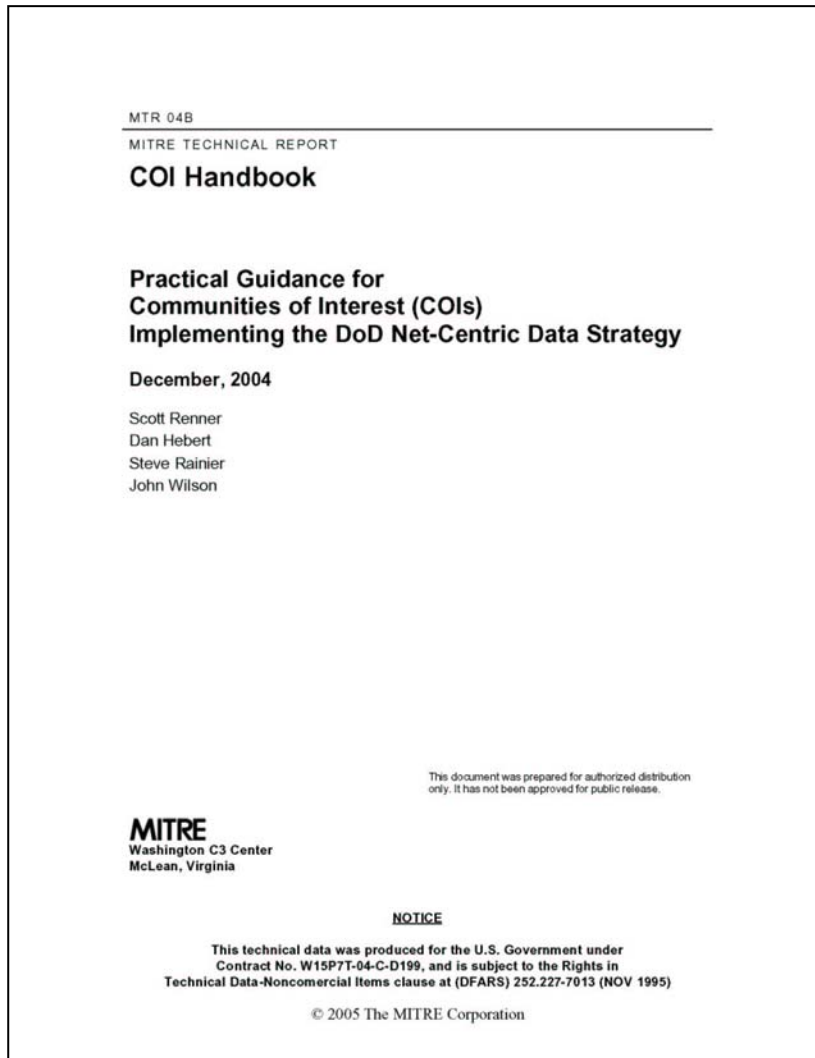 MTR 04B
MITRE TECHNICAL REPORT
COI Handbook
Practical Guidance for
Communities of Interest (COIs)
Implementing the DoD Net-Centric Data Strategy
December, 2004
Scott Renner
Dan Hebert
Steve Rainier
John Wilson
This document was prepared for authorized distribution
only. It has not been approved for public release.
MITRE
Washington C3 Center
McLean, Virginia
NOTICE
This technical data was produced for the U.S. Government under
Contract No. W15P7T-04-C-D199, and is subject to the Rights in
Technical Data-Noncomercial Items clause at (DFARS) 252.227-7013 (NOV 1995)
© 2005 The MITRE Corporation